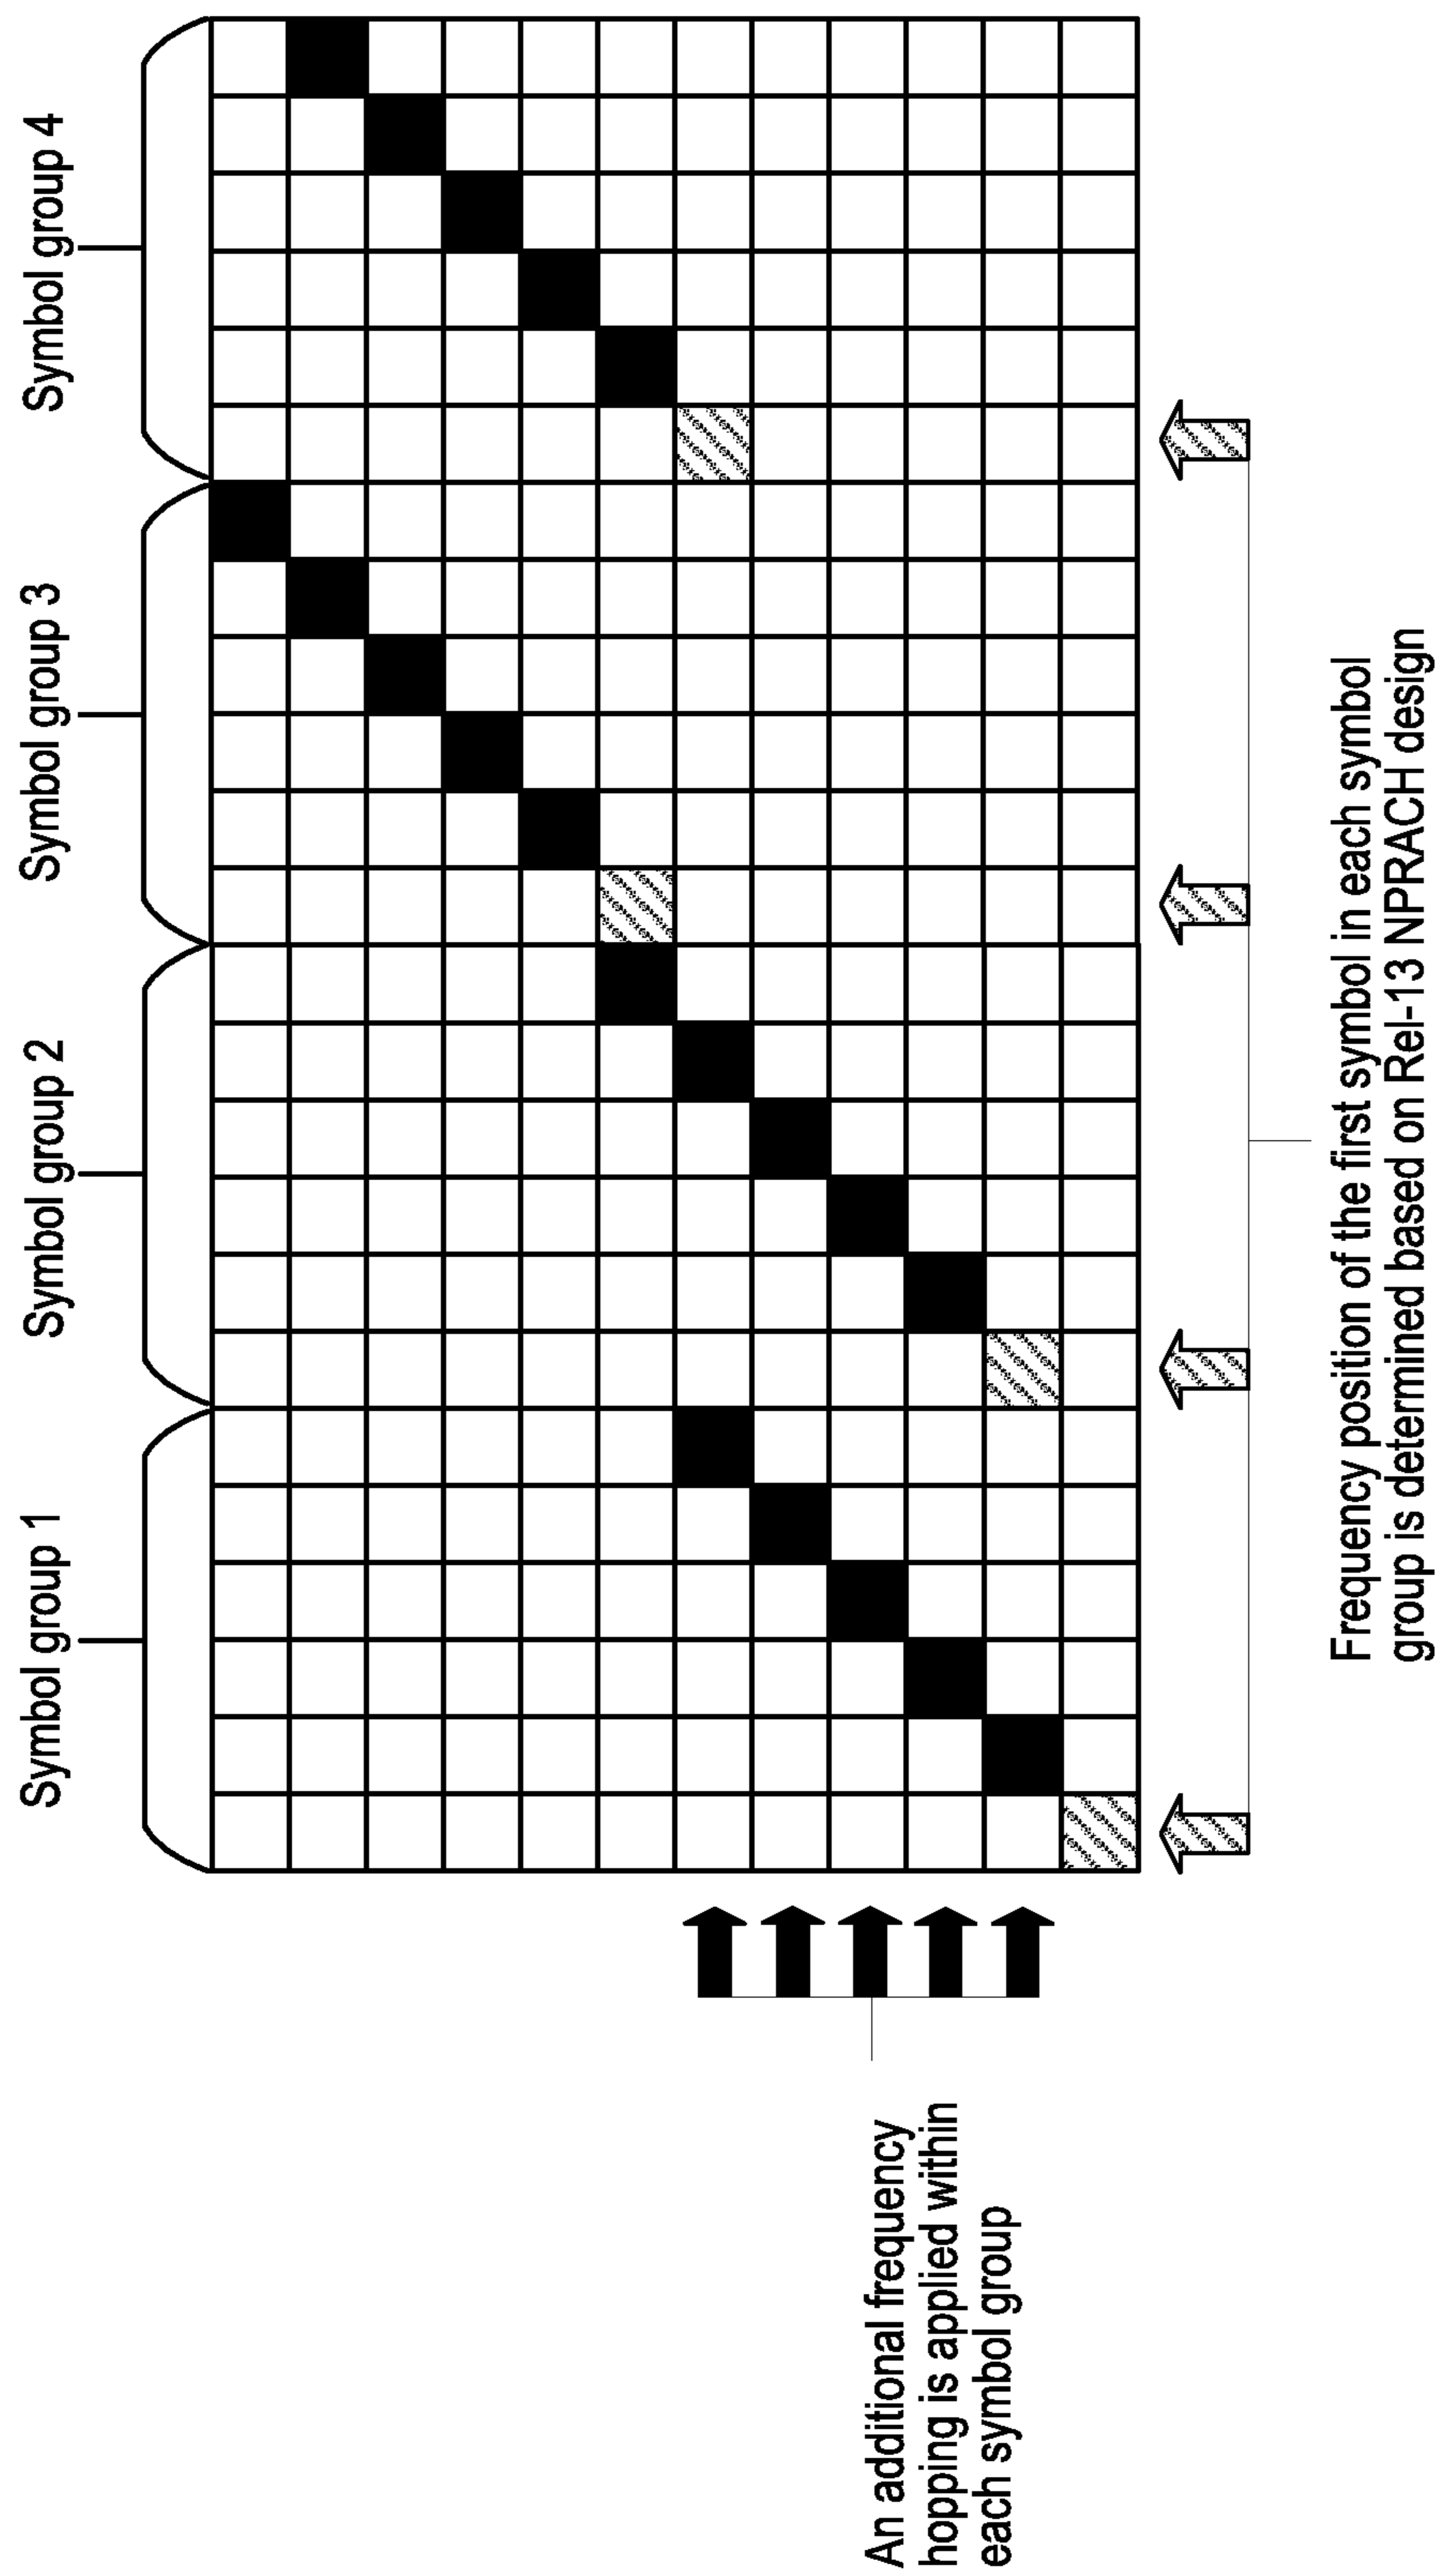 Symbol group 1
Symbol group 2
Symbol group 3
Symbol group 4
An additional frequency
hopping is applied within
each symbol group
Frequency position of the first symbol in each symbol
group is determined based on Rel-13 NPRACH design